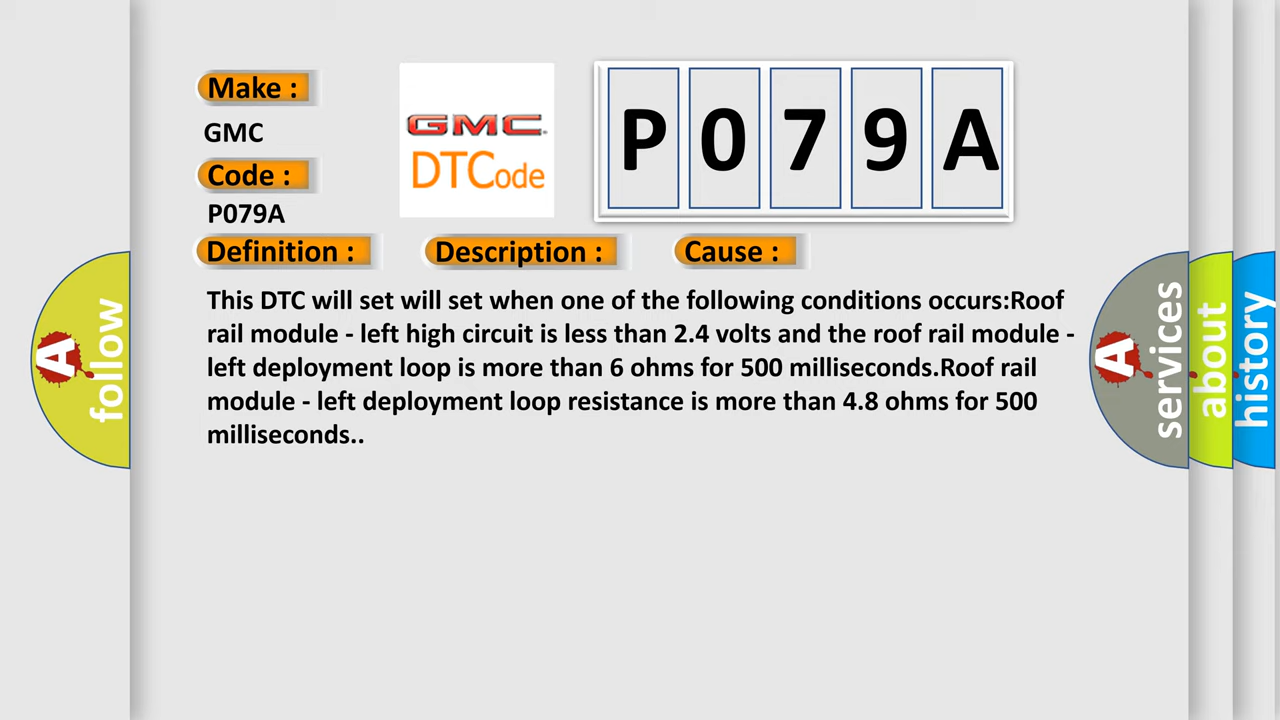 Make :
GMC
Code :
P079A
GMC
DTCode
P079A
Definition :
Description :
Cause :
This DTC will set will set when one of the following conditions occurs:Roof
rail module - left high circuit is less than 2.4 volts and the roof rail module -
left deployment loop is more than 6 ohms for 500 milliseconds.Roof rail
module - left deployment loop resistance is more than 4.8 ohms for 500
milliseconds..
A follow
A services
about
history